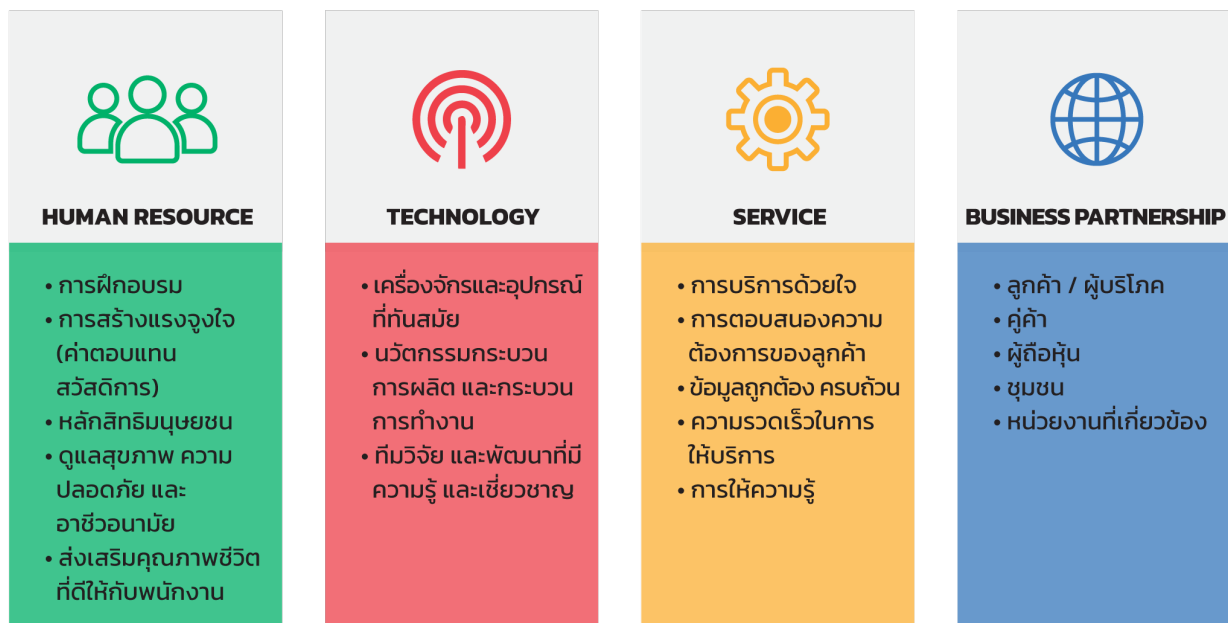 HUMAN RESOURCE
• การฝึกอบรม
• การสร้างแรงจูงใจ
(ค่าตอบแทน
สวัสดิการ)
• หลักสิทธิมนุษยชน
• ดูแลสุขภาพ ความ
ปลอดภัย และ
อาชีวอนามัย
• ส่งเสริมคุณภาพชีวิต
ที่ดีให้กับพนักงาน
TECHNOLOGY
• เครื่องจักรและอุปกรณ์
ที่ทันสมัย
• นวัตกรรมกระบวน
การผลิต และกระบวน
การทำงาน
• ทีมวิจัย และพัฒนาที่มี
ความรู้ และเชี่ยวชาญ
SERVICE
• การบริการด้วยใจ
• การตอบสนองความ
ต้องการของลูกค้า
• ข้อมูลถูกต้อง ครบถ้วน
• ความรวดเร็วในการ
ให้บริการ
• การให้ความรู้
BUSINESS PARTNERSHIP
• ลูกค้า / ผู้บริโภค
• คู่ค้า
• ผู้ถือหุ้น
• ชุมชน
• หน่วยงานที่เกี่ยวข้อง